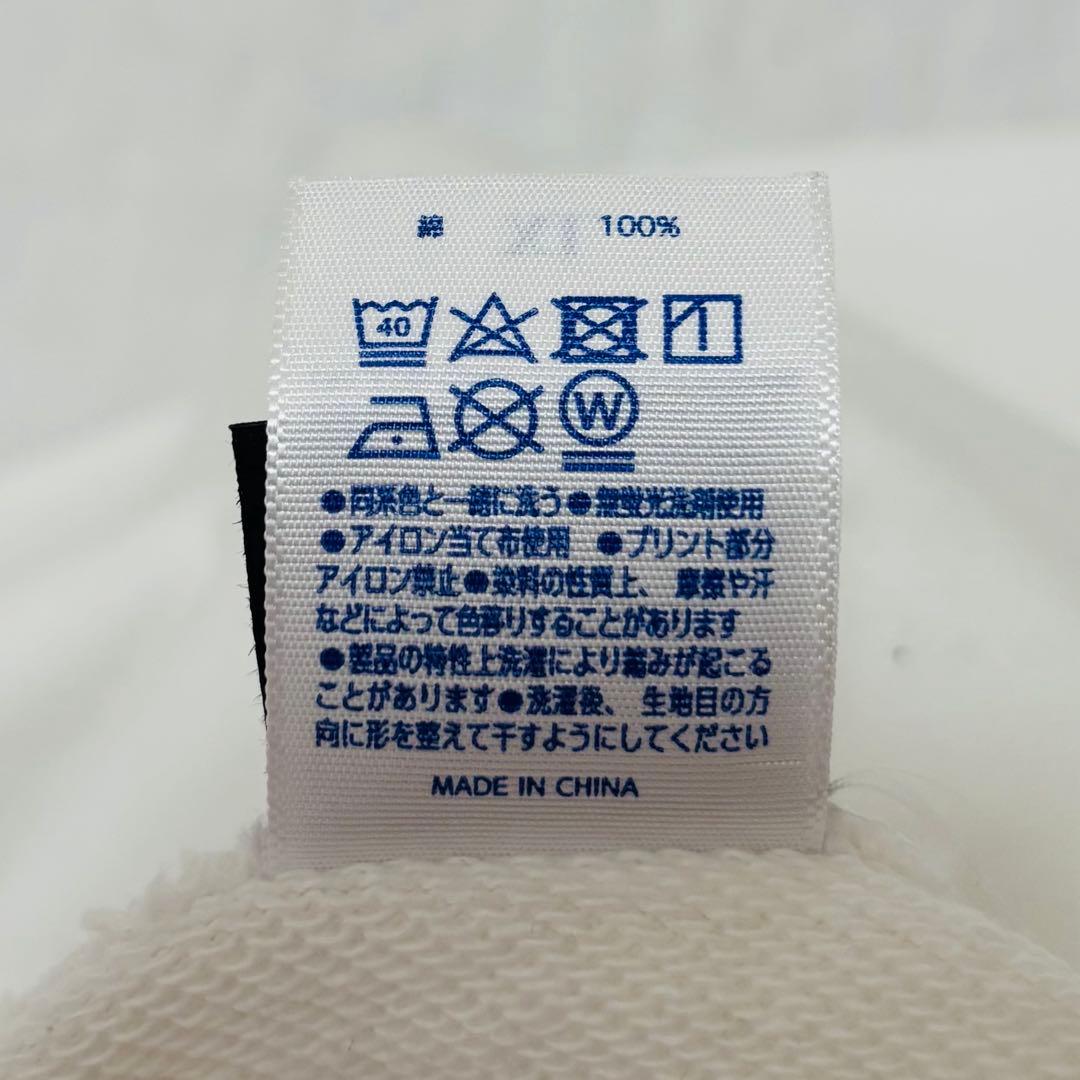 綿 100%
40
W
●同系色と一緒に洗う●無蛍光洗剤使用
●アイロン当て布使用 ●プリント部分
アイロン禁止●染料の性質上、摩擦や汗
などによって色移りすることがあります
●製品の特性上洗濯により縮みが起こる
ことがあります●洗濯後、生地目の方
向に形を整えて干すようにしてください
MADE IN CHINA